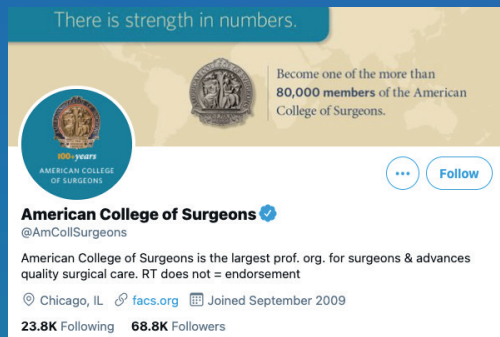 There is strength in numbers.
Become one of the more than
80,000 members of the American
College of Surgeons.
100+years
AMERICAN COLLEGE
OF SURGEONS
Follow
American College of Surgeons
@AmCollSurgeons
American College of Surgeons is the largest prof. org. for surgeons & advances
quality surgical care. RT does not = endorsement
Chicago, IL facs.org Joined September 2009
23.8K Following 68.8K Followers